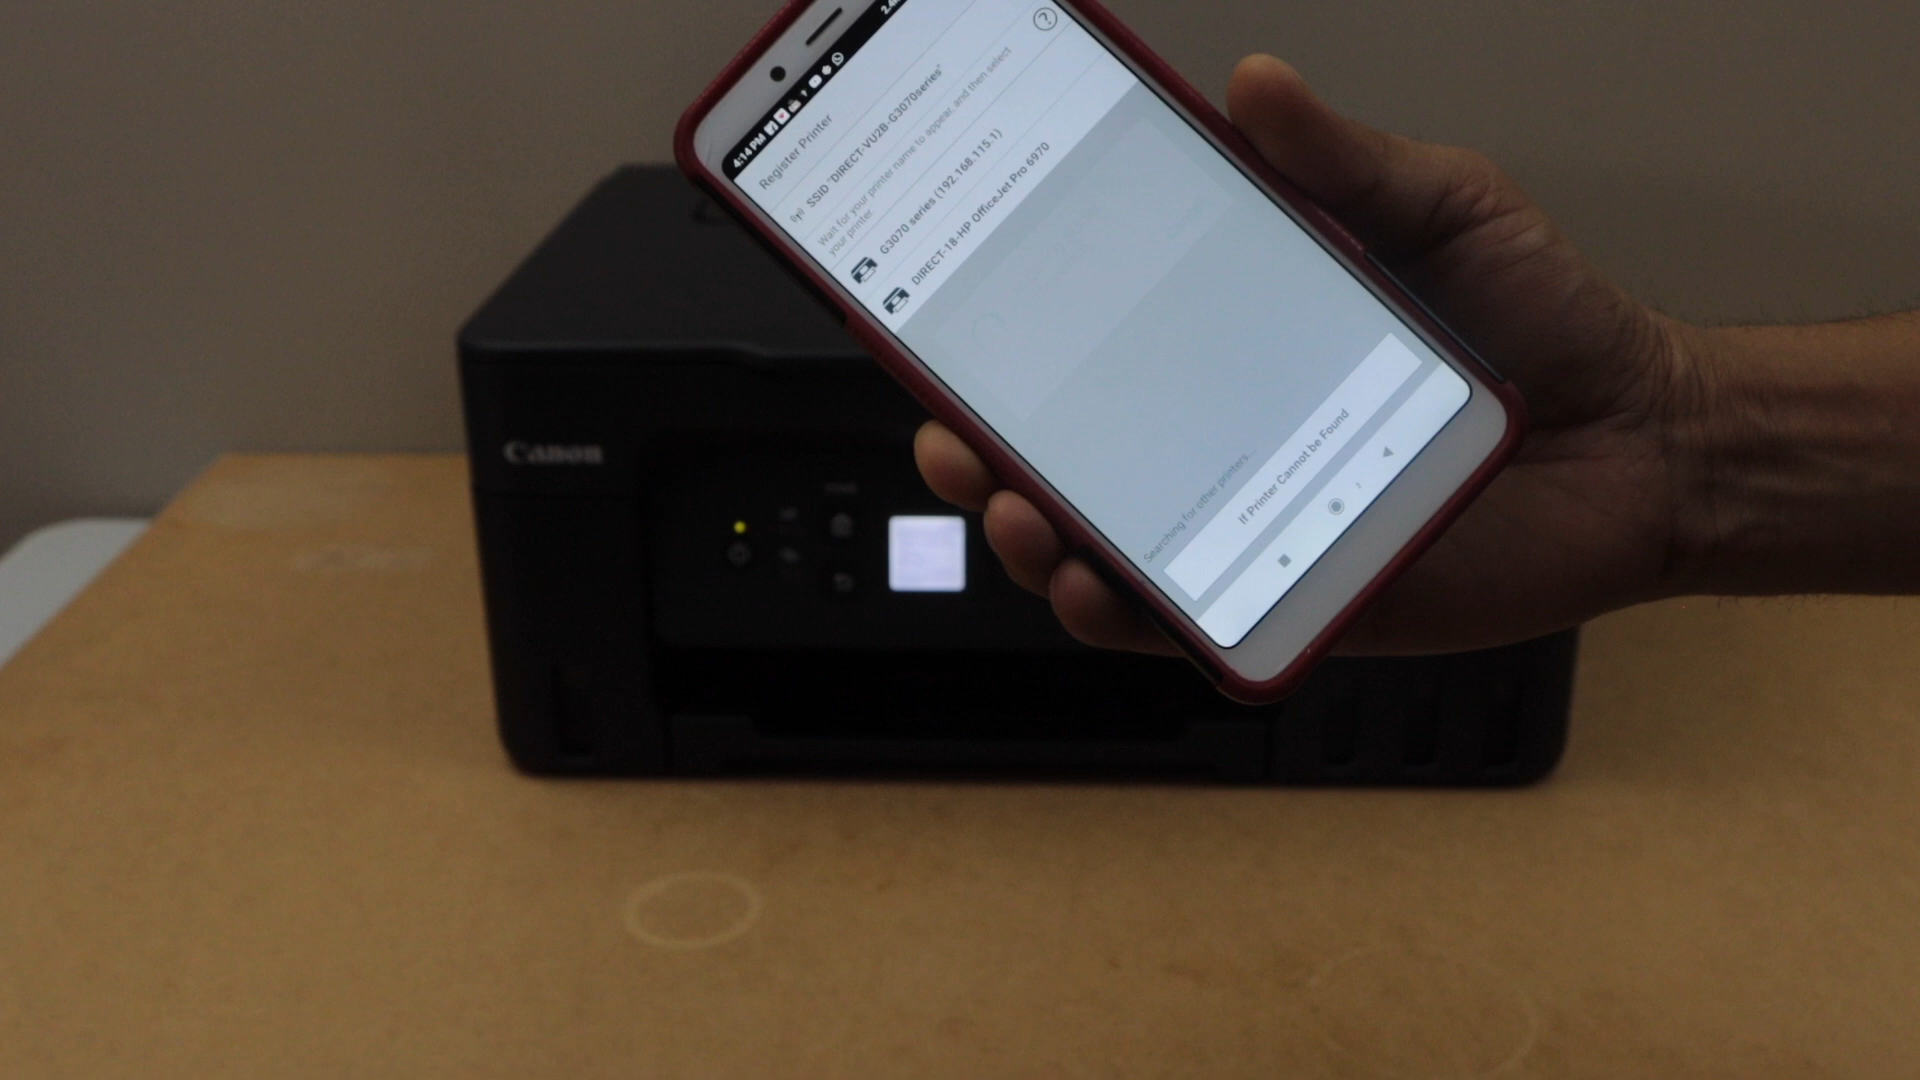 4:14 PM
Register Printer
SSID "DIRECT-VU2B-G3070series"
Wait for your printer name to appear, and then select
your printer.
G3070 series (192.168.115.1)
DIRECT-18-HP OfficeJet Pro 6970
Searching for other printers...
If Printer Cannot be Found
Canon